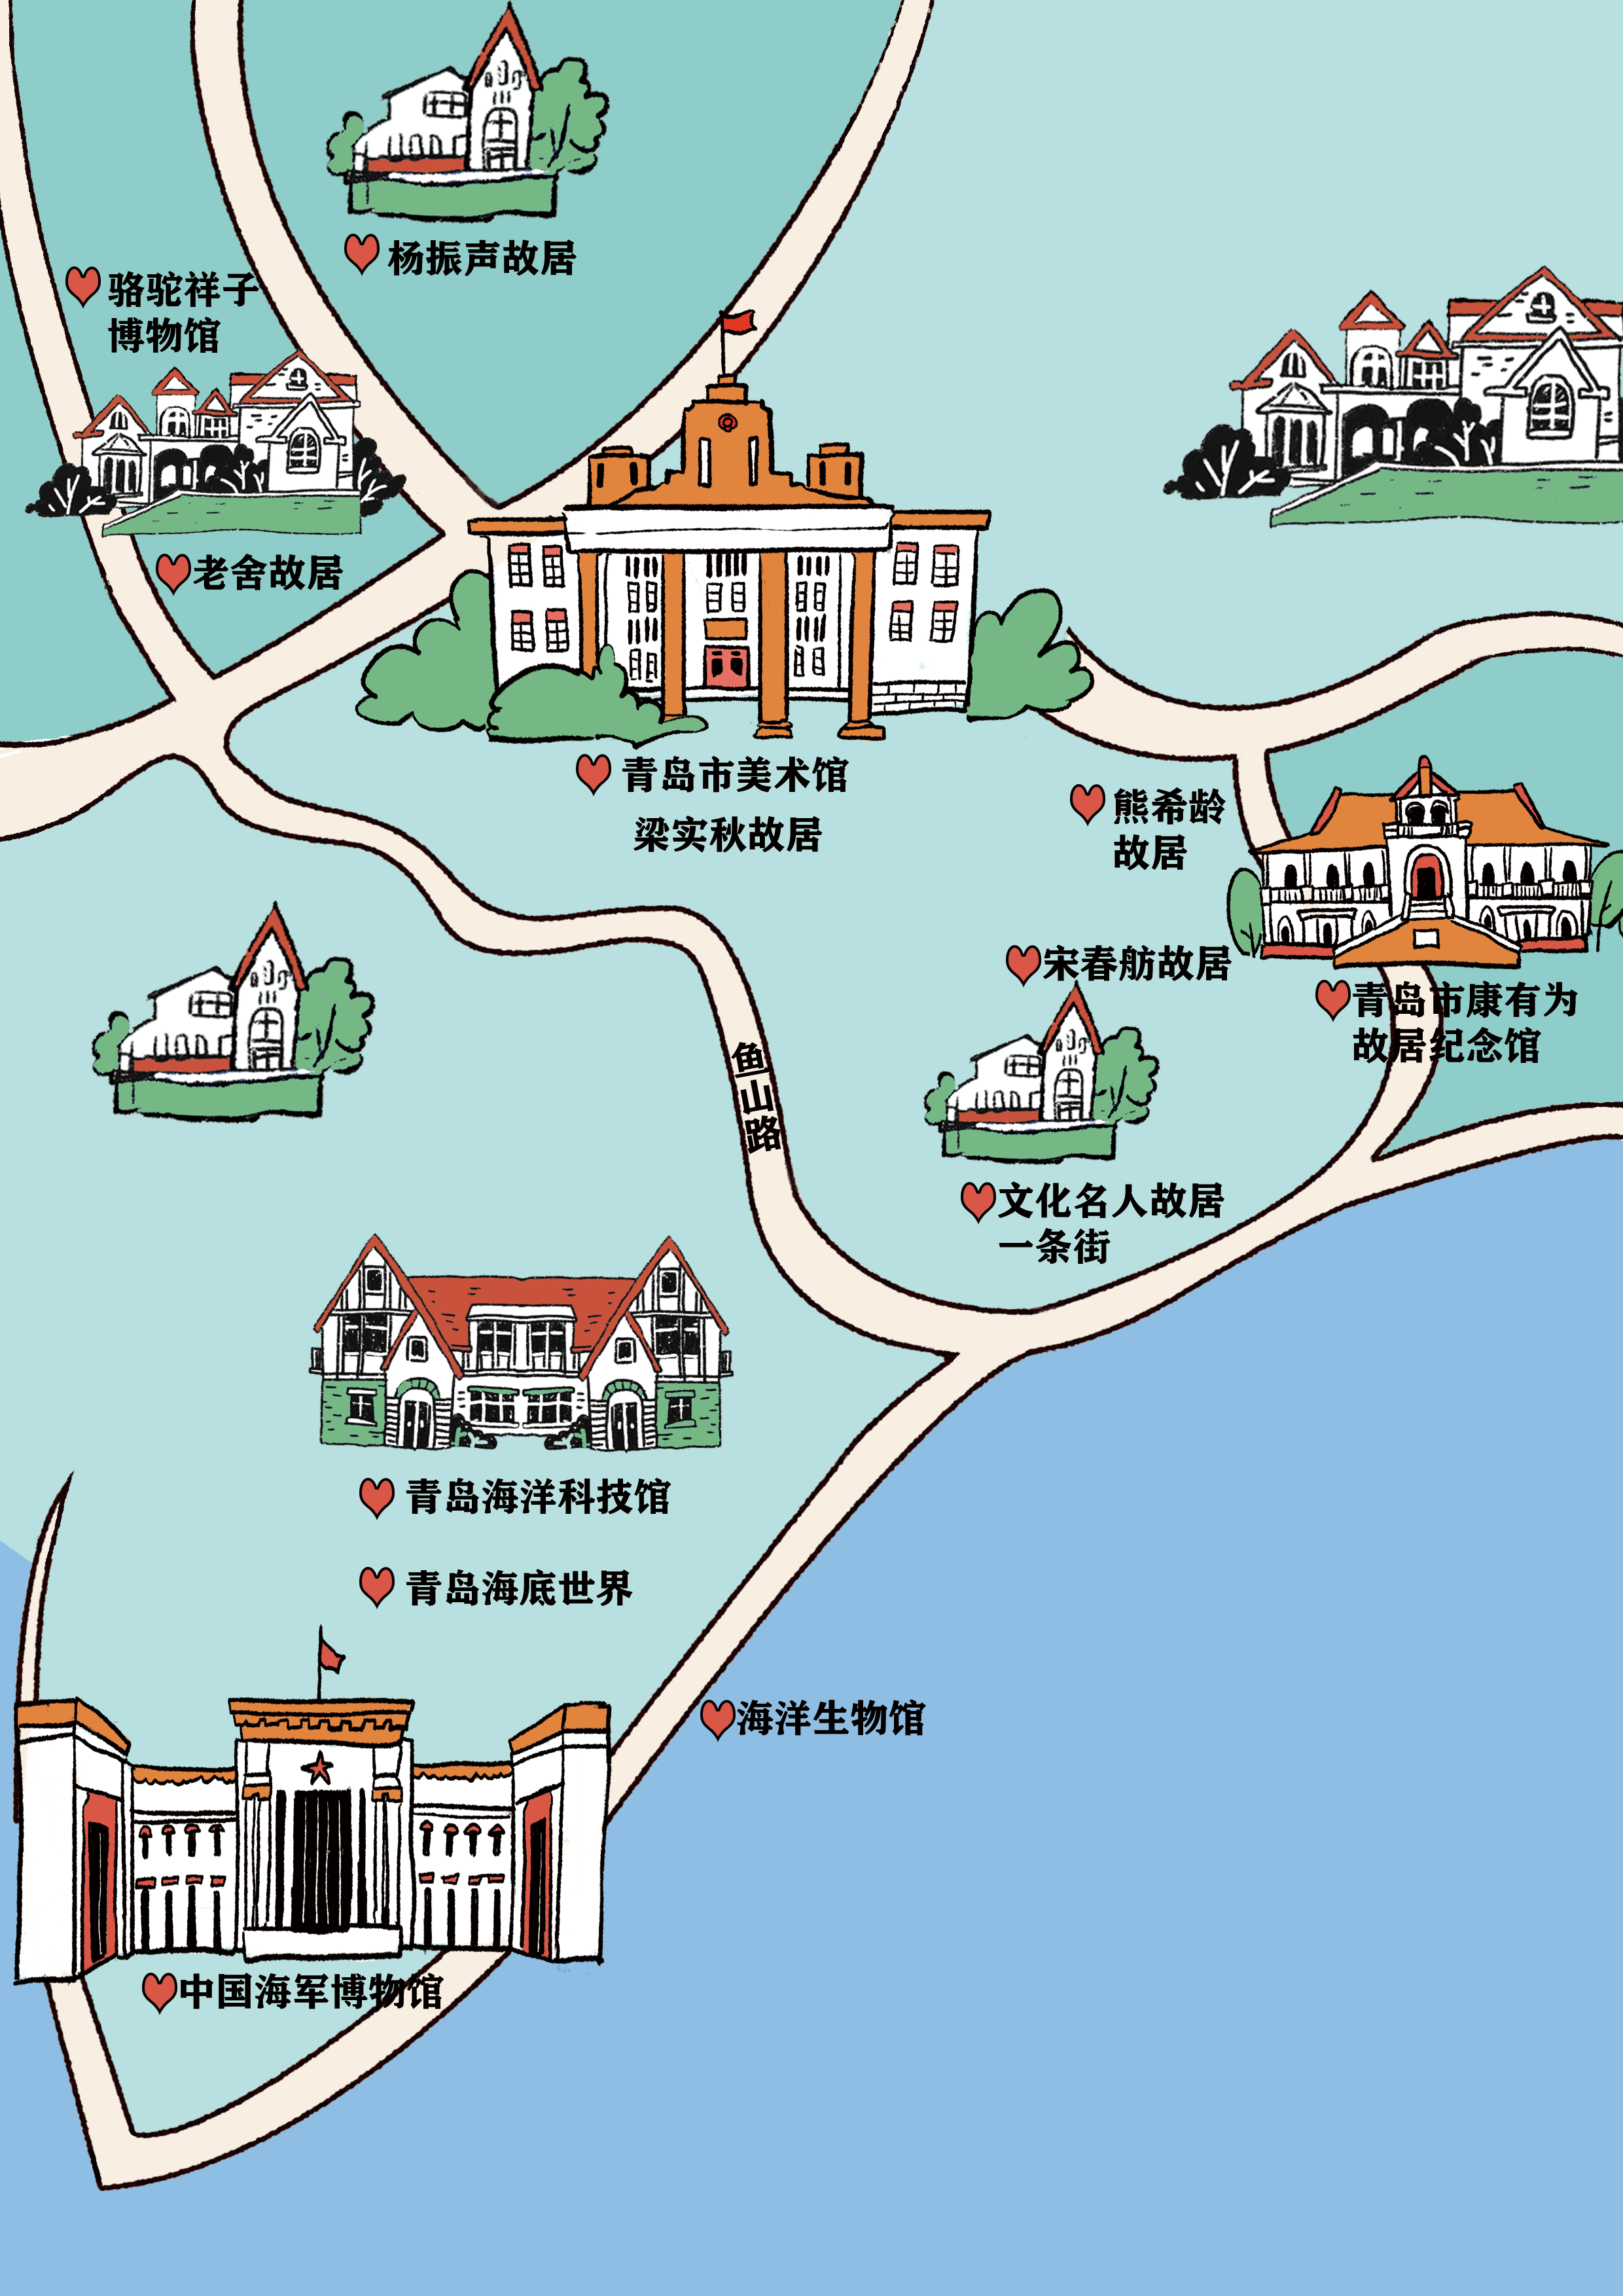 杨振声故居
骆驼祥子
博物馆
老舍故居
青岛市美术馆
梁实秋故居
熊希龄
故居
宋春舫故居
青岛市康有为
故居纪念馆
鱼山路
文化名人故居
一条街
青岛海洋科技馆
青岛海底世界
海洋生物馆
中国海军博物馆